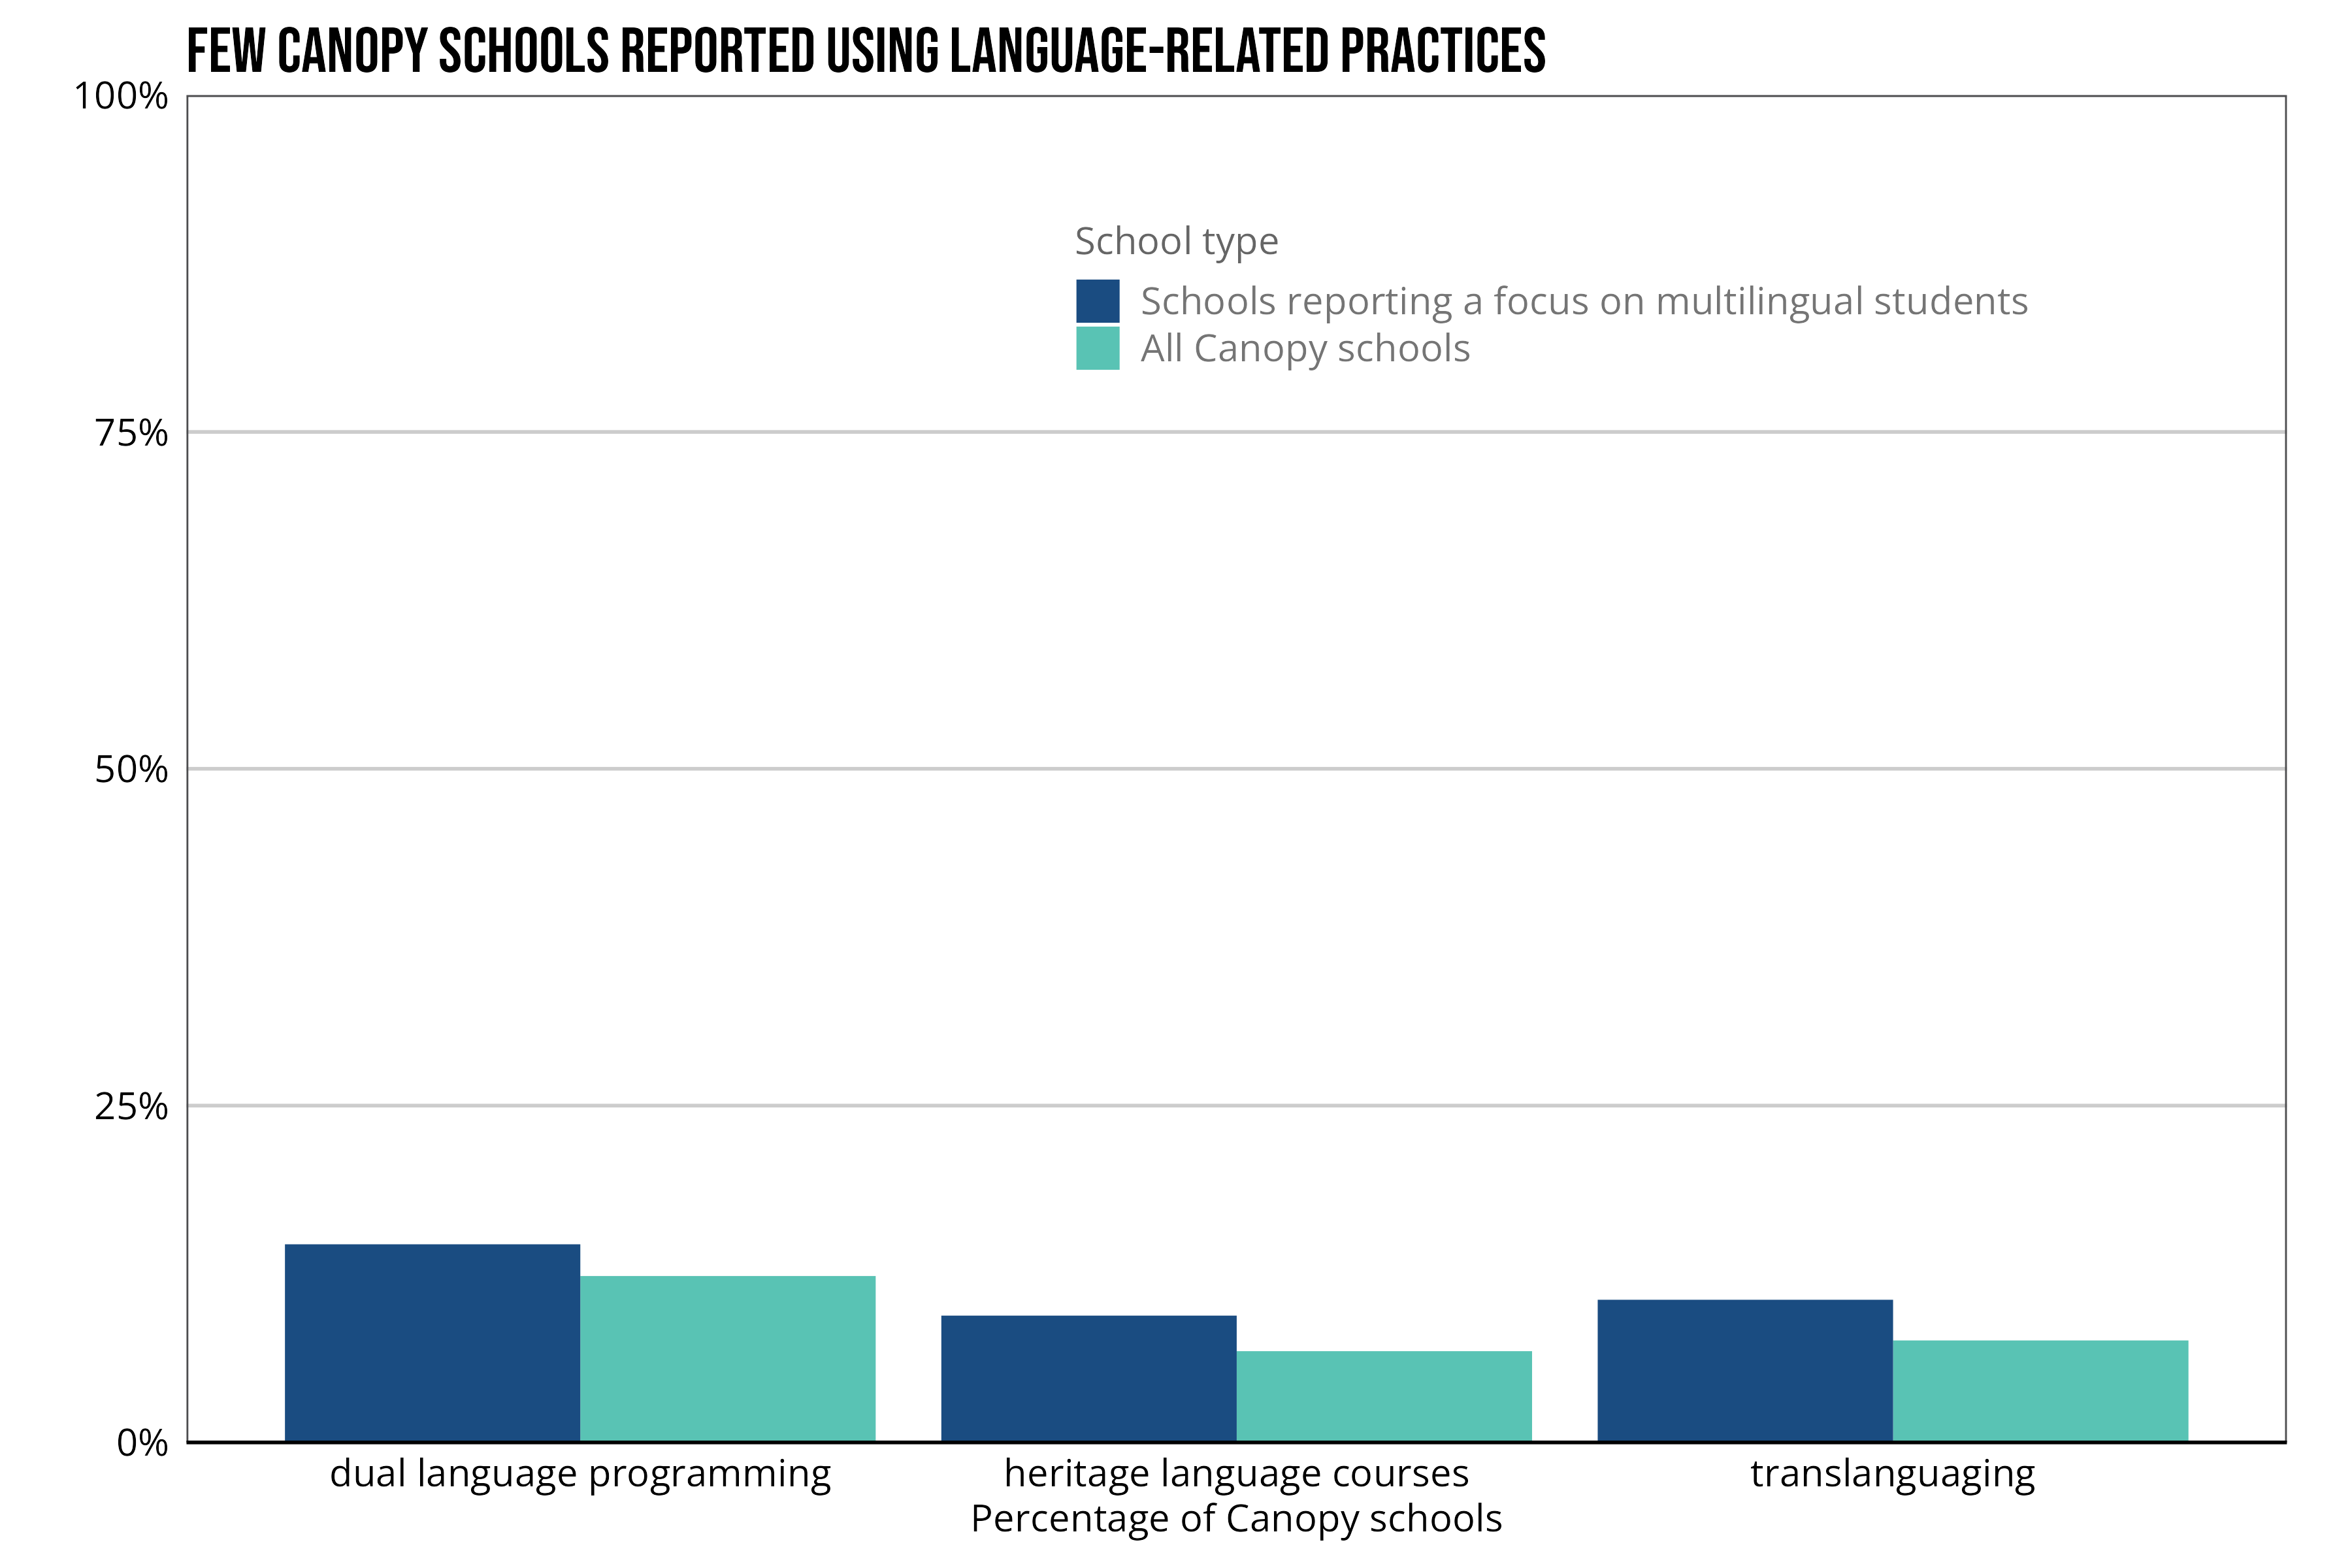 FEW CANOPY SCHOOLS REPORTED USING LANGUAGE-RELATED PRACTICES
100%
School type
Schools reporting a focus on multilingual students
All Canopy schools
75%
50%
25%
0%
dual language programming
heritage language courses
translanguaging
Percentage of Canopy schools